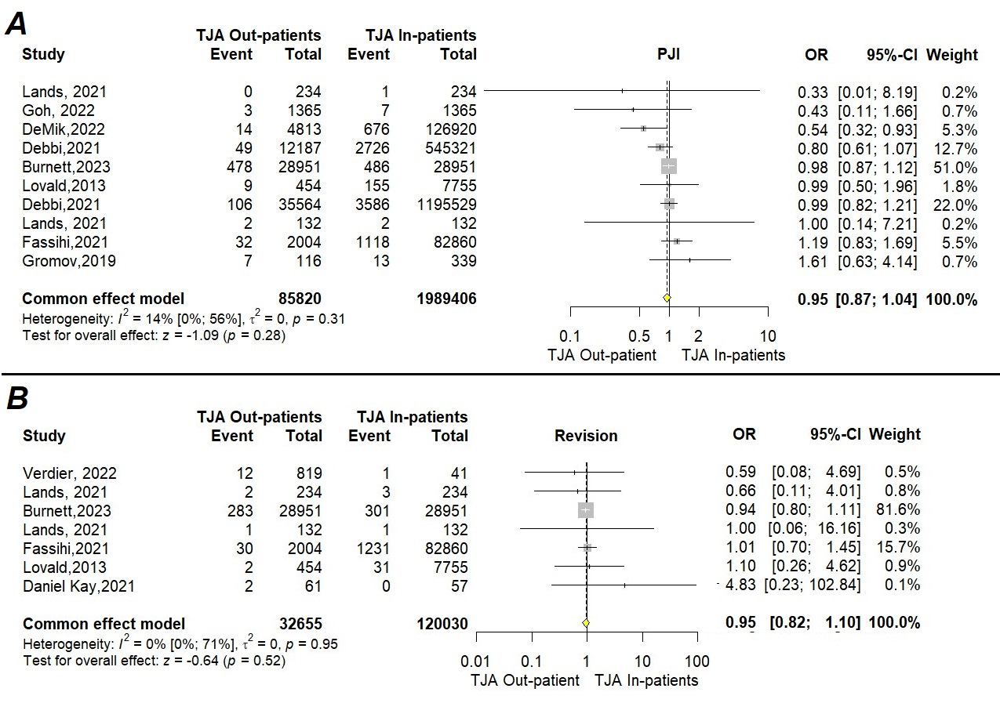 A
TJA Out-patients TJA In-patients
Study Event Total Event Total PJI OR 95%-CI Weight
Lands, 2021 0 234 1 234 0.33 [0.01; 8.19] 0.2%
Goh, 2022 3 1365 7 1365 0.43 [0.11; 1.66] 0.7%
DeMik,2022 14 4813 676 126920 0.54 [0.32; 0.93] 5.3%
Debbi,2021 49 12187 2726 545321 0.80 [0.61; 1.07] 12.7%
Burnett,2023 478 28951 486 28951 0.98 [0.87; 1.12] 51.0%
Lovald,2013 9 454 155 7755 0.99 [0.50; 1.96] 1.8%
Debbi,2021 106 35564 3586 1195529 0.99 [0.82; 1.21] 22.0%
Lands, 2021 2 132 2 132 1.00 [0.14; 7.21] 0.2%
Fassihi,2021 32 2004 1118 82860 1.19 [0.83; 1.69] 5.5%
Gromov,2019 7 116 13 339 1.61 [0.63; 4.14] 0.7%
Common effect model 85820 1989406 0.95 [0.87; 1.04] 100.0%
Heterogeneity: I² = 14% [0%; 56%], τ² = 0, p = 0.31
Test for overall effect: z = -1.09 (p = 0.28)
0.1 0.5 1 2 10
TJA Out-patient TJA In-patients
B
TJA Out-patients TJA In-patients
Study Event Total Event Total Revision OR 95%-CI Weight
Verdier, 2022 12 819 1 41 0.59 [0.08; 4.69] 0.5%
Lands, 2021 2 234 3 234 0.66 [0.11; 4.01] 0.8%
Burnett,2023 283 28951 301 28951 0.94 [0.80; 1.11] 81.6%
Lands, 2021 1 132 1 132 1.00 [0.06; 16.16] 0.3%
Fassihi,2021 30 2004 1231 82860 1.01 [0.70; 1.45] 15.7%
Lovald,2013 2 454 31 7755 1.10 [0.26; 4.62] 0.9%
Daniel Kay,2021 2 61 0 57 4.83 [0.23; 102.84] 0.1%
Common effect model 32655 120030 0.95 [0.82; 1.10] 100.0%
Heterogeneity: I² = 0% [0%; 71%], τ² = 0, p = 0.95
Test for overall effect: z = -0.64 (p = 0.52)
0.01 0.1 1 10 100
TJA Out-patient TJA In-patients